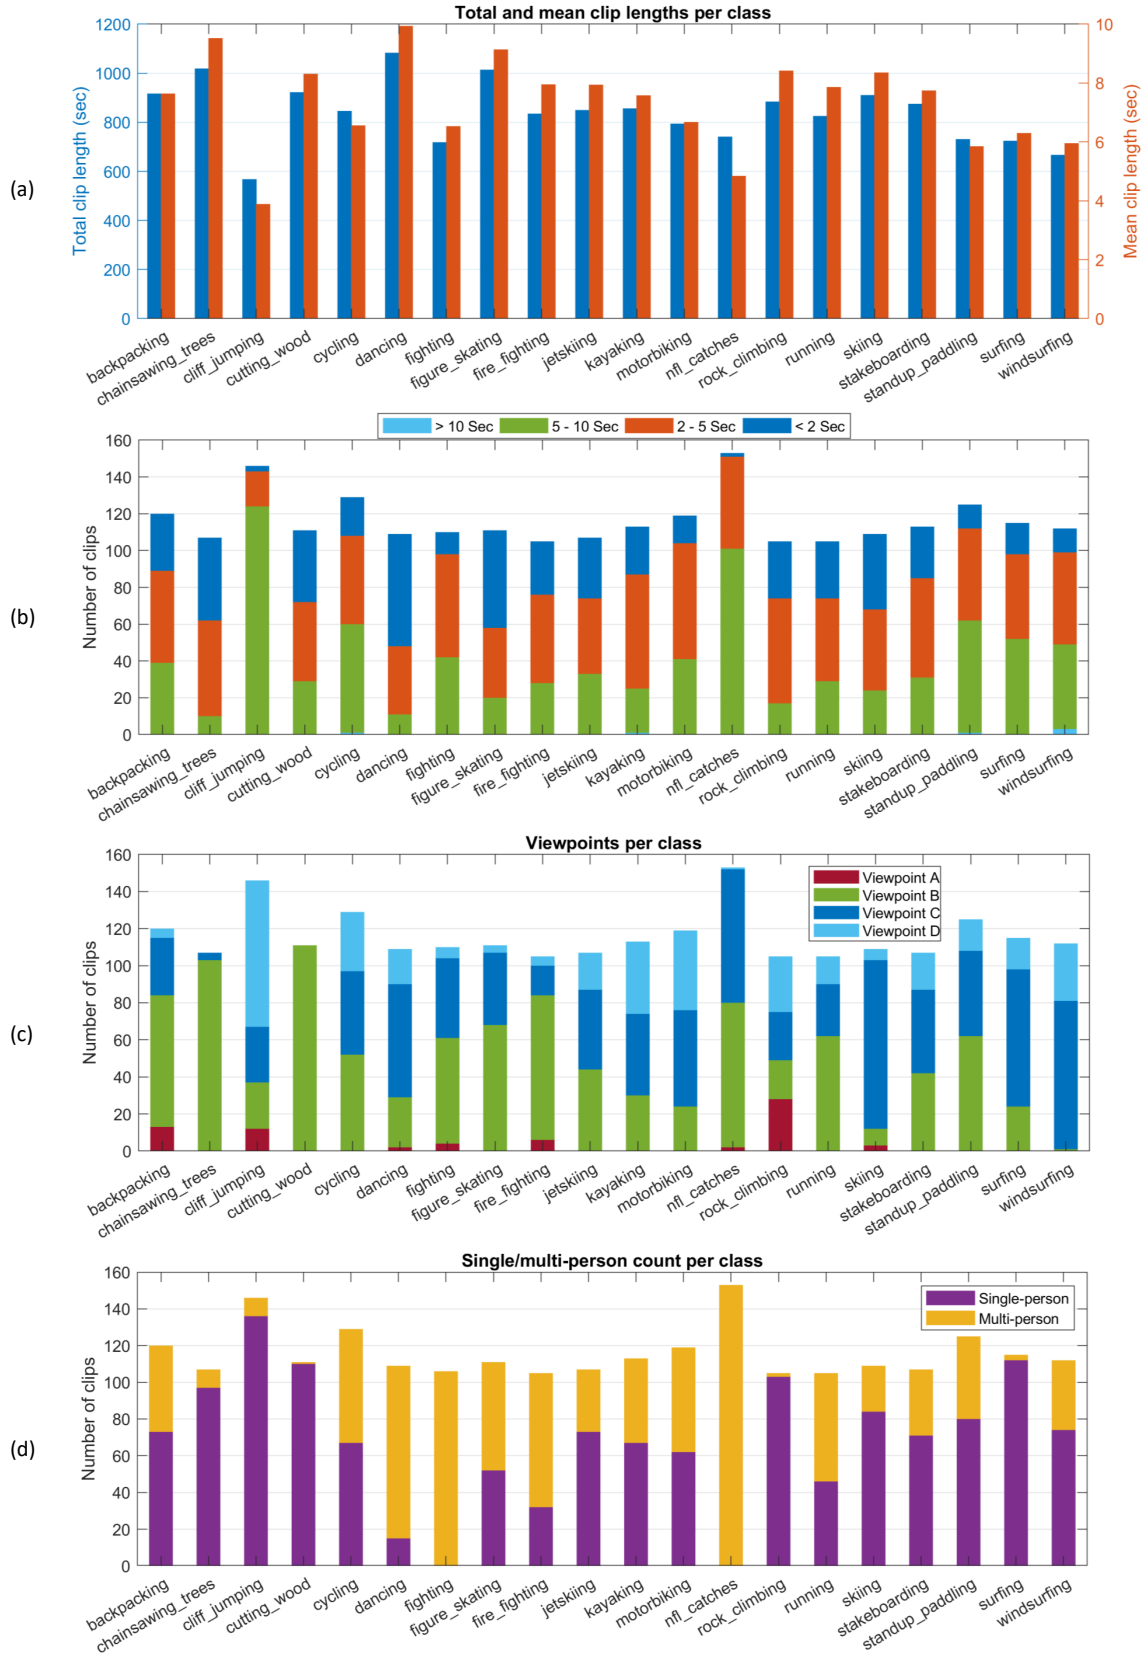 Total and mean clip lengths per class
(a)
Total clip length (sec)
1200
1000
800
600
400
200
0
10
8
6
4
2
0
Mean clip length (sec)
backpacking
chainsawing_trees
cliff_jumping
cutting_wood
cycling
dancing
fighting
figure_skating
fire_fighting
jetskiing
kayaking
motorbiking
nfl_catches
rock_climbing
running
skiing
stakeboarding
standup_paddling
surfing
windsurfing
> 10 Sec 5 - 10 Sec 2 - 5 Sec < 2 Sec
(b)
Number of clips
160
140
120
100
80
60
40
20
0
backpacking
chainsawing_trees
cliff_jumping
cutting_wood
cycling
dancing
fighting
figure_skating
fire_fighting
jetskiing
kayaking
motorbiking
nfl_catches
rock_climbing
running
skiing
stakeboarding
standup_paddling
surfing
windsurfing
Viewpoints per class
(c)
Number of clips
160
140
120
100
80
60
40
20
0
Viewpoint A
Viewpoint B
Viewpoint C
Viewpoint D
backpacking
chainsawing_trees
cliff_jumping
cutting_wood
cycling
dancing
fighting
figure_skating
fire_fighting
jetskiing
kayaking
motorbiking
nfl_catches
rock_climbing
running
skiing
stakeboarding
standup_paddling
surfing
windsurfing
Single/multi-person count per class
(d)
Number of clips
160
140
120
100
80
60
40
20
0
Single-person
Multi-person
backpacking
chainsawing_trees
cliff_jumping
cutting_wood
cycling
dancing
fighting
figure_skating
fire_fighting
jetskiing
kayaking
motorbiking
nfl_catches
rock_climbing
running
skiing
stakeboarding
standup_paddling
surfing
windsurfing